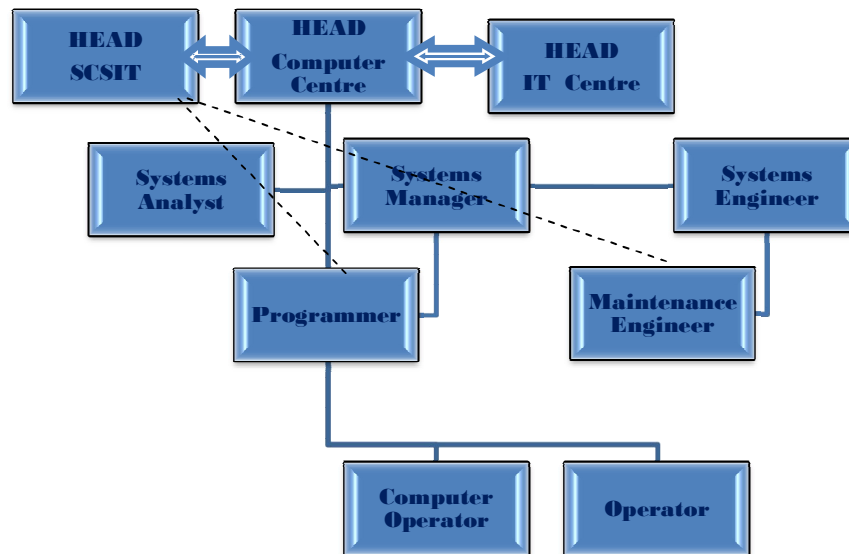 HEAD
SCSIT
HEAD
Computer
Centre
HEAD
IT Centre
Systems
Analyst
Systems
Manager
Systems
Engineer
Programmer
Maintenance
Engineer
Computer
Operator
Operator